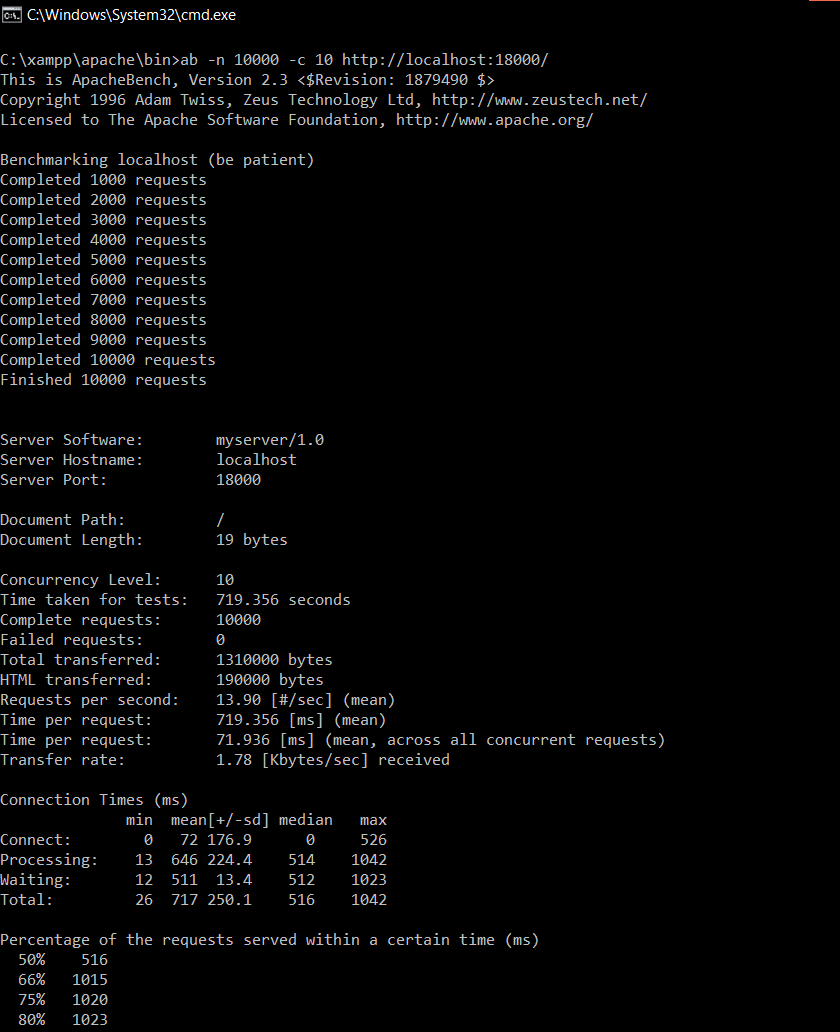 C:\Windows\System32\cmd.exe
C:\xampp\apache\bin>ab -n 10000 -c 10 http://localhost:18000/
This is ApacheBench, Version 2.3 <$Revision: 1879490 $>
Copyright 1996 Adam Twiss, Zeus Technology Ltd, http://www.zeustech.net/
Licensed to The Apache Software Foundation, http://www.apache.org/

Benchmarking localhost (be patient)
Completed 1000 requests
Completed 2000 requests
Completed 3000 requests
Completed 4000 requests
Completed 5000 requests
Completed 6000 requests
Completed 7000 requests
Completed 8000 requests
Completed 9000 requests
Completed 10000 requests
Finished 10000 requests


Server Software:        myserver/1.0
Server Hostname:        localhost
Server Port:            18000

Document Path:          /
Document Length:        19 bytes

Concurrency Level:      10
Time taken for tests:   719.356 seconds
Complete requests:      10000
Failed requests:        0
Total transferred:      1310000 bytes
HTML transferred:       190000 bytes
Requests per second:    13.90 [#/sec] (mean)
Time per request:       719.356 [ms] (mean)
Time per request:       71.936 [ms] (mean, across all concurrent requests)
Transfer rate:          1.78 [Kbytes/sec] received

Connection Times (ms)
              min  mean[+/-sd] median   max
Connect:        0   72 176.9      0     526
Processing:    13  646 224.4    514    1042
Waiting:       12  511  13.4    512    1023
Total:         26  717 250.1    516    1042

Percentage of the requests served within a certain time (ms)
  50%    516
  66%   1015
  75%   1020
  80%   1023